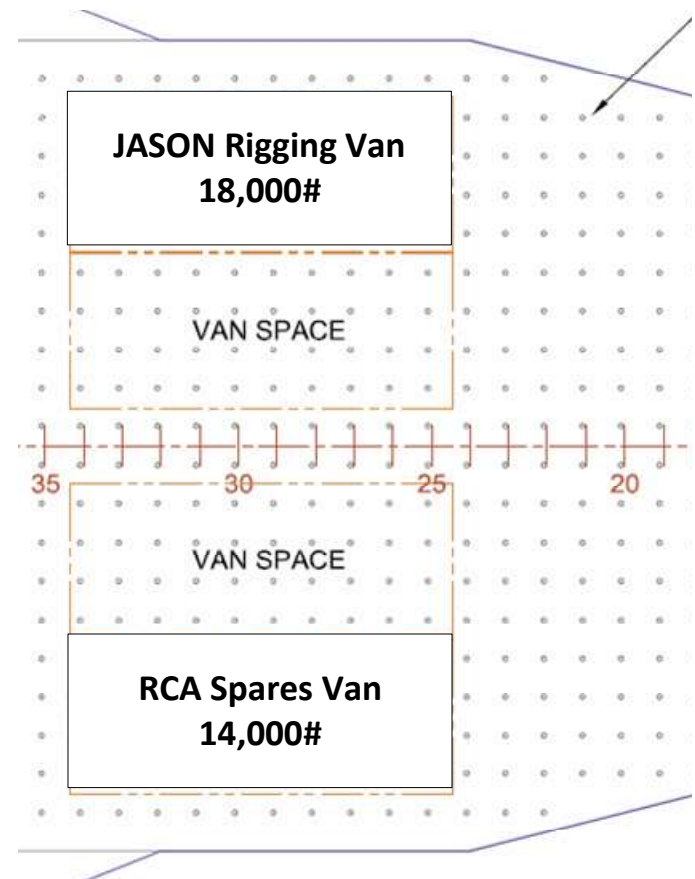 JASON Rigging Van
18,000#
VAN SPACE
35 30 25 20
VAN SPACE
RCA Spares Van
14,000#